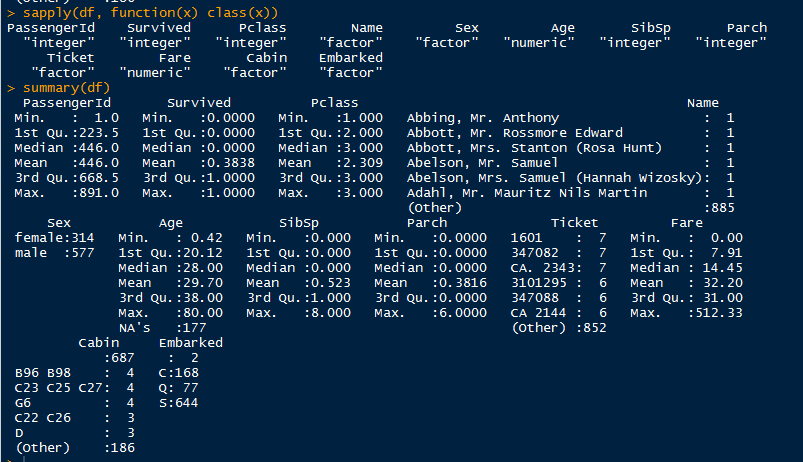 (Other) :186
> sapply(df, function(x) class(x))
PassengerId Survived Pclass Name Sex Age SibSp Parch
"integer" "integer" "integer" "factor" "factor" "numeric" "integer" "integer"
Ticket Fare Cabin Embarked
"factor" "numeric" "factor" "factor"
> summary(df)
PassengerId Survived Pclass Name
Min. : 1.0 Min. :0.0000 Min. :1.000 Abbing, Mr. Anthony : 1
1st Qu.:223.5 1st Qu.:0.0000 1st Qu.:2.000 Abbott, Mr. Rossmore Edward : 1
Median :446.0 Median :0.0000 Median :3.000 Abbott, Mrs. Stanton (Rosa Hunt) : 1
Mean :446.0 Mean :0.3838 Mean :2.309 Abelson, Mr. Samuel : 1
3rd Qu.:668.5 3rd Qu.:1.0000 3rd Qu.:3.000 Abelson, Mrs. Samuel (Hannah Wizosky): 1
Max. :891.0 Max. :1.0000 Max. :3.000 Adahl, Mr. Mauritz Nils Martin : 1
(Other) :885
Sex Age SibSp Parch Ticket Fare
female:314 Min. : 0.42 Min. :0.000 Min. :0.0000 1601 : 7 Min. : 0.00
male :577 1st Qu.:20.12 1st Qu.:0.000 1st Qu.:0.0000 347082 : 7 1st Qu.: 7.91
Median :28.00 Median :0.000 Median :0.0000 CA. 2343: 7 Median : 14.45
Mean :29.70 Mean :0.523 Mean :0.3816 3101295 : 6 Mean : 32.20
3rd Qu.:38.00 3rd Qu.:1.000 3rd Qu.:0.0000 347088 : 6 3rd Qu.: 31.00
Max. :80.00 Max. :8.000 Max. :6.0000 CA 2144 : 6 Max. :512.33
NA's :177 (Other) :852
Cabin Embarked
:687 : 2
B96 B98 : 4 C:168
C23 C25 C27: 4 Q: 77
G6 : 4 S:644
C22 C26 : 3
D : 3
(Other) :186
>